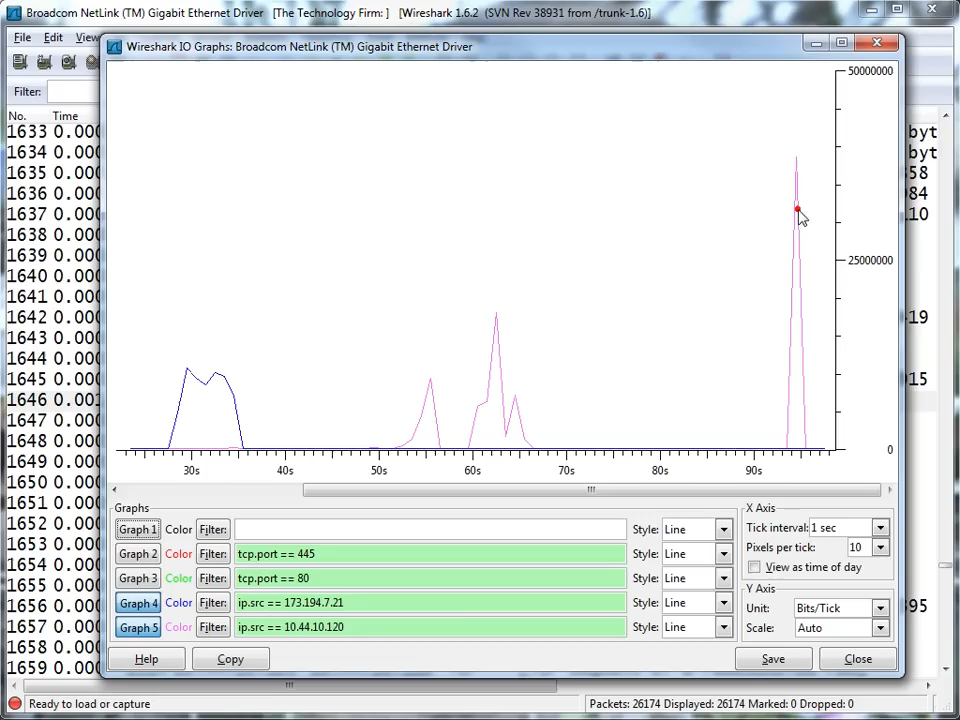 Broadcom NetLink (TM) Gigabit Ethernet Driver [The Technology Firm: ] [Wireshark 1.6.2 (SVN Rev 38931 from /trunk-1.6)]
File Edit View
Wireshark IO Graphs: Broadcom NetLink (TM) Gigabit Ethernet Driver
Filter:
No. Time
50000000
25000000
0
1633 0.000 byt
1634 0.000 byt
1635 0.000 358
1636 0.000 084
1637 0.000 110
1638 0.000
1639 0.000
1640 0.000
1641 0.000
1642 0.000 419
1643 0.000
1644 0.000
1645 0.000 015
1646 0.001
1647 0.000
1648 0.000
1649 0.000
1650 0.000
1651 0.000
1652 0.000
1653 0.000
1654 0.000
1655 0.000
1656 0.000 395
1657 0.000
1658 0.000
1659 0.000
30s 40s 50s 60s 70s 80s 90s
Graphs
Graph 1 Color Filter: Style: Line
Graph 2 Color Filter: tcp.port == 445 Style: Line
Graph 3 Color Filter: tcp.port == 80 Style: Line
Graph 4 Color Filter: ip.src == 173.194.7.21 Style: Line
Graph 5 Color Filter: ip.src == 10.44.10.120 Style: Line
X Axis
Tick interval: 1 sec
Pixels per tick: 10
View as time of day
Y Axis
Unit: Bits/Tick
Scale: Auto
Help Copy Save Close
Ready to load or capture
Packets: 26174 Displayed: 26174 Marked: 0 Dropped: 0